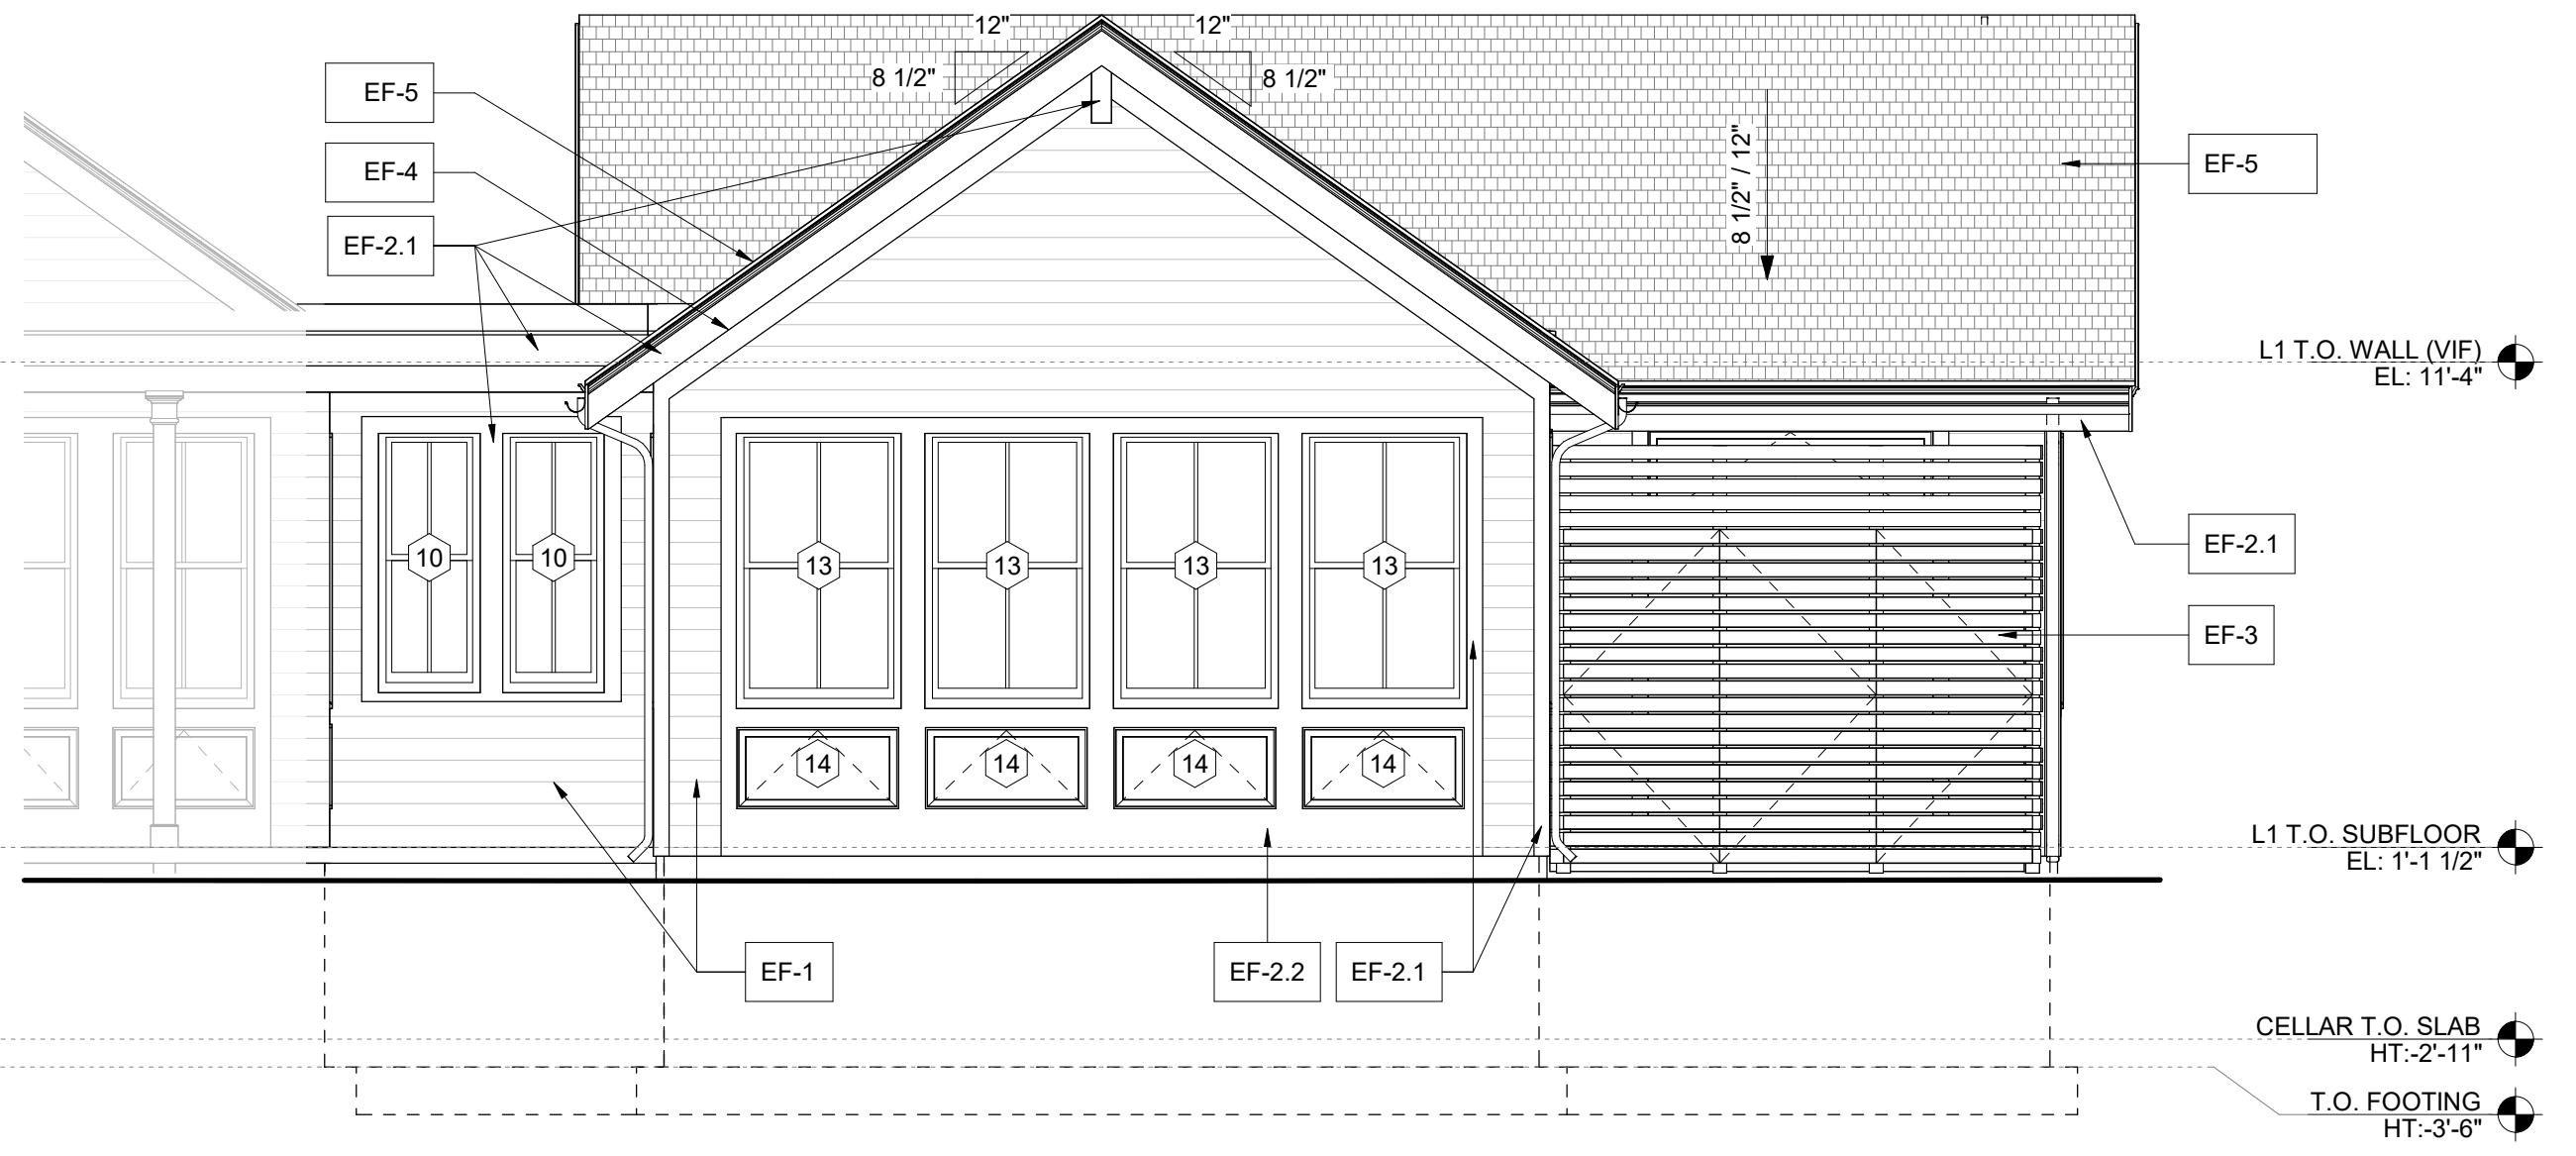 12"
12"
8 1/2"
8 1/2"
EF-5
EF-4
EF-2.1
8 1/2" / 12"
EF-5
L1 T.O. WALL (VIF)
EL: 11'-4"
EF-2.1
EF-3
10
10
13
13
13
13
14
14
14
14
L1 T.O. SUBFLOOR
EL: 1'-1 1/2"
EF-1
EF-2.2
EF-2.1
CELLAR T.O. SLAB
HT:-2'-11"
T.O. FOOTING
HT:-3'-6"